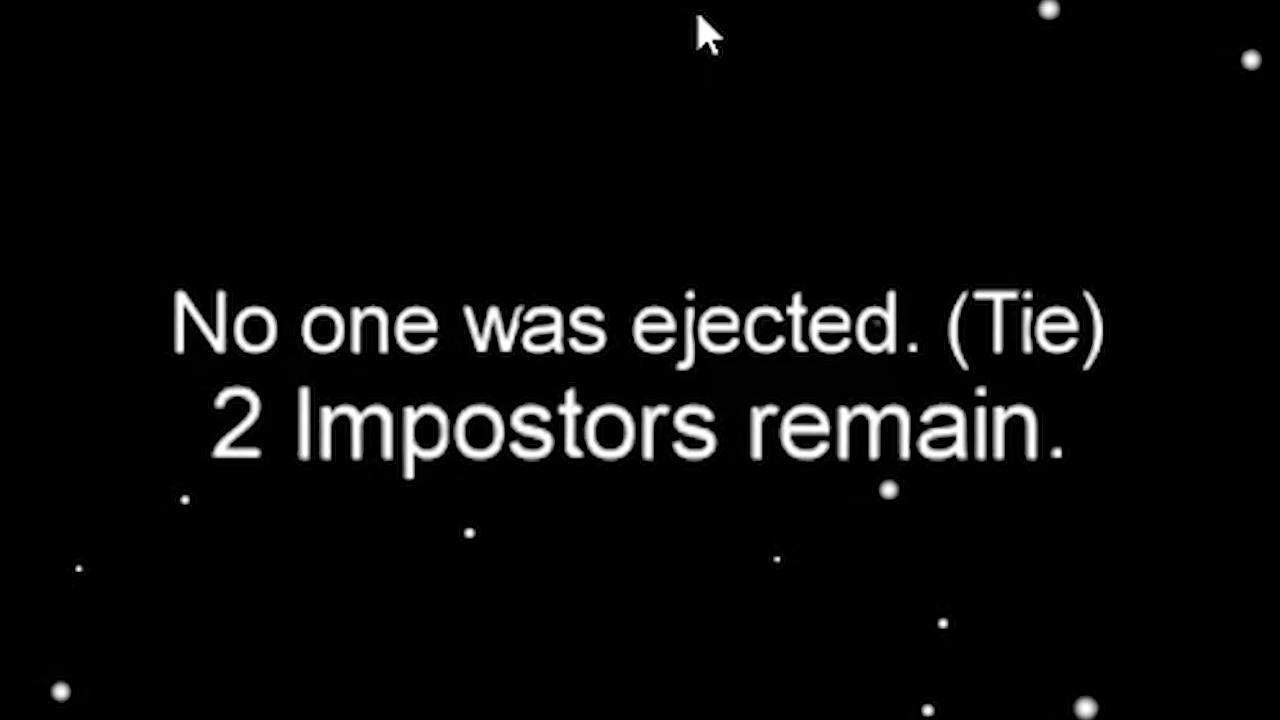 No one was ejected. (Tie)
2 Impostors remain.